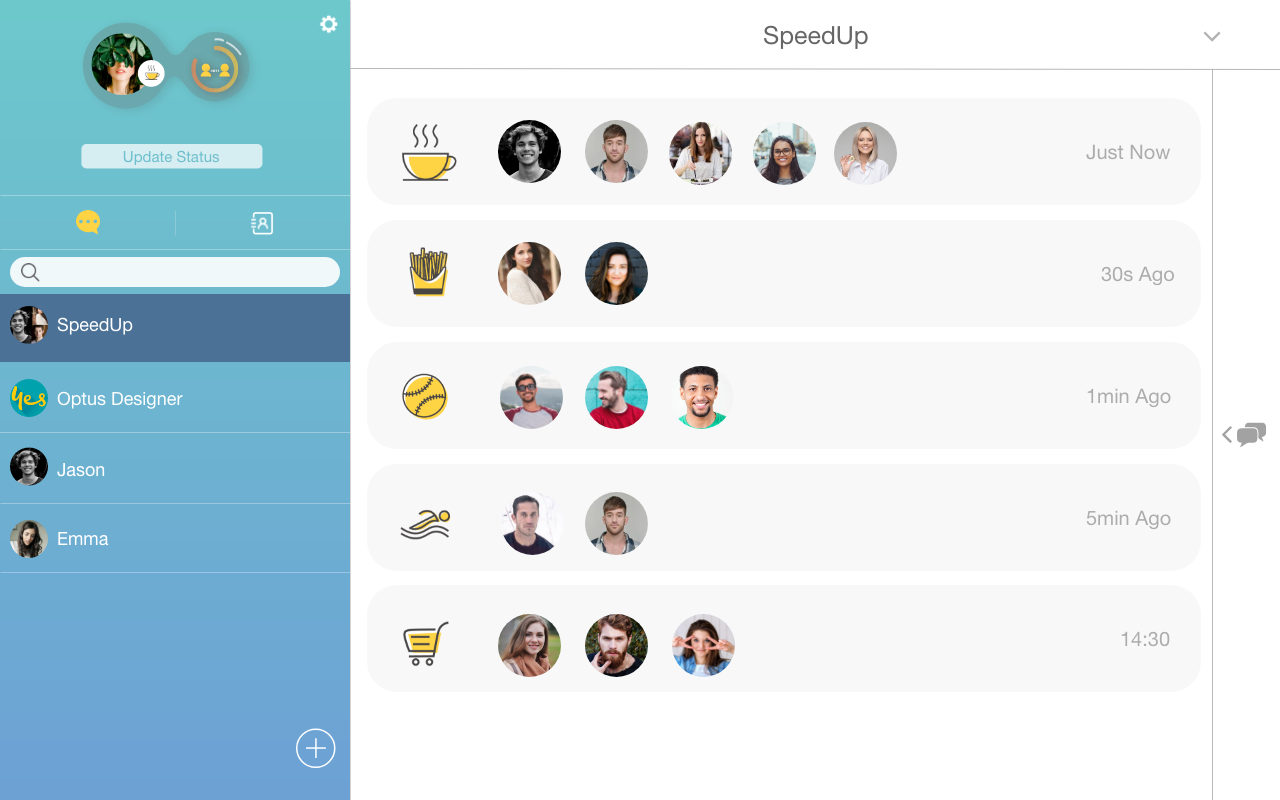 SpeedUp
Update Status
SpeedUp
yes Optus Designer
Jason
Emma
Just Now
30s Ago
1min Ago
5min Ago
14:30